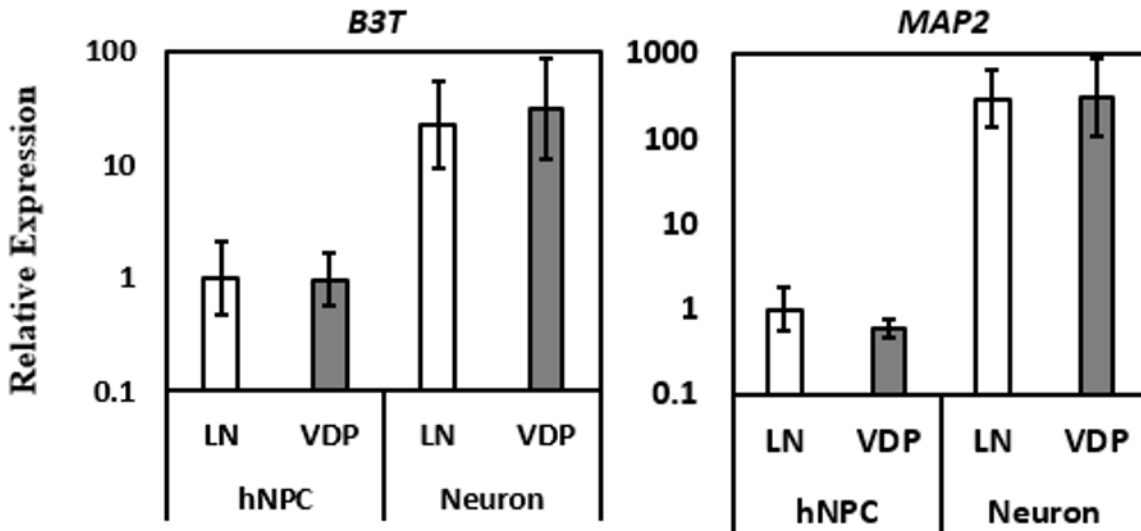 B3T
Relative Expression
100
10
1
0.1
LN VDP LN VDP
hNPC Neuron
MAP2
1000
100
10
1
0.1
LN VDP LN VDP
hNPC Neuron